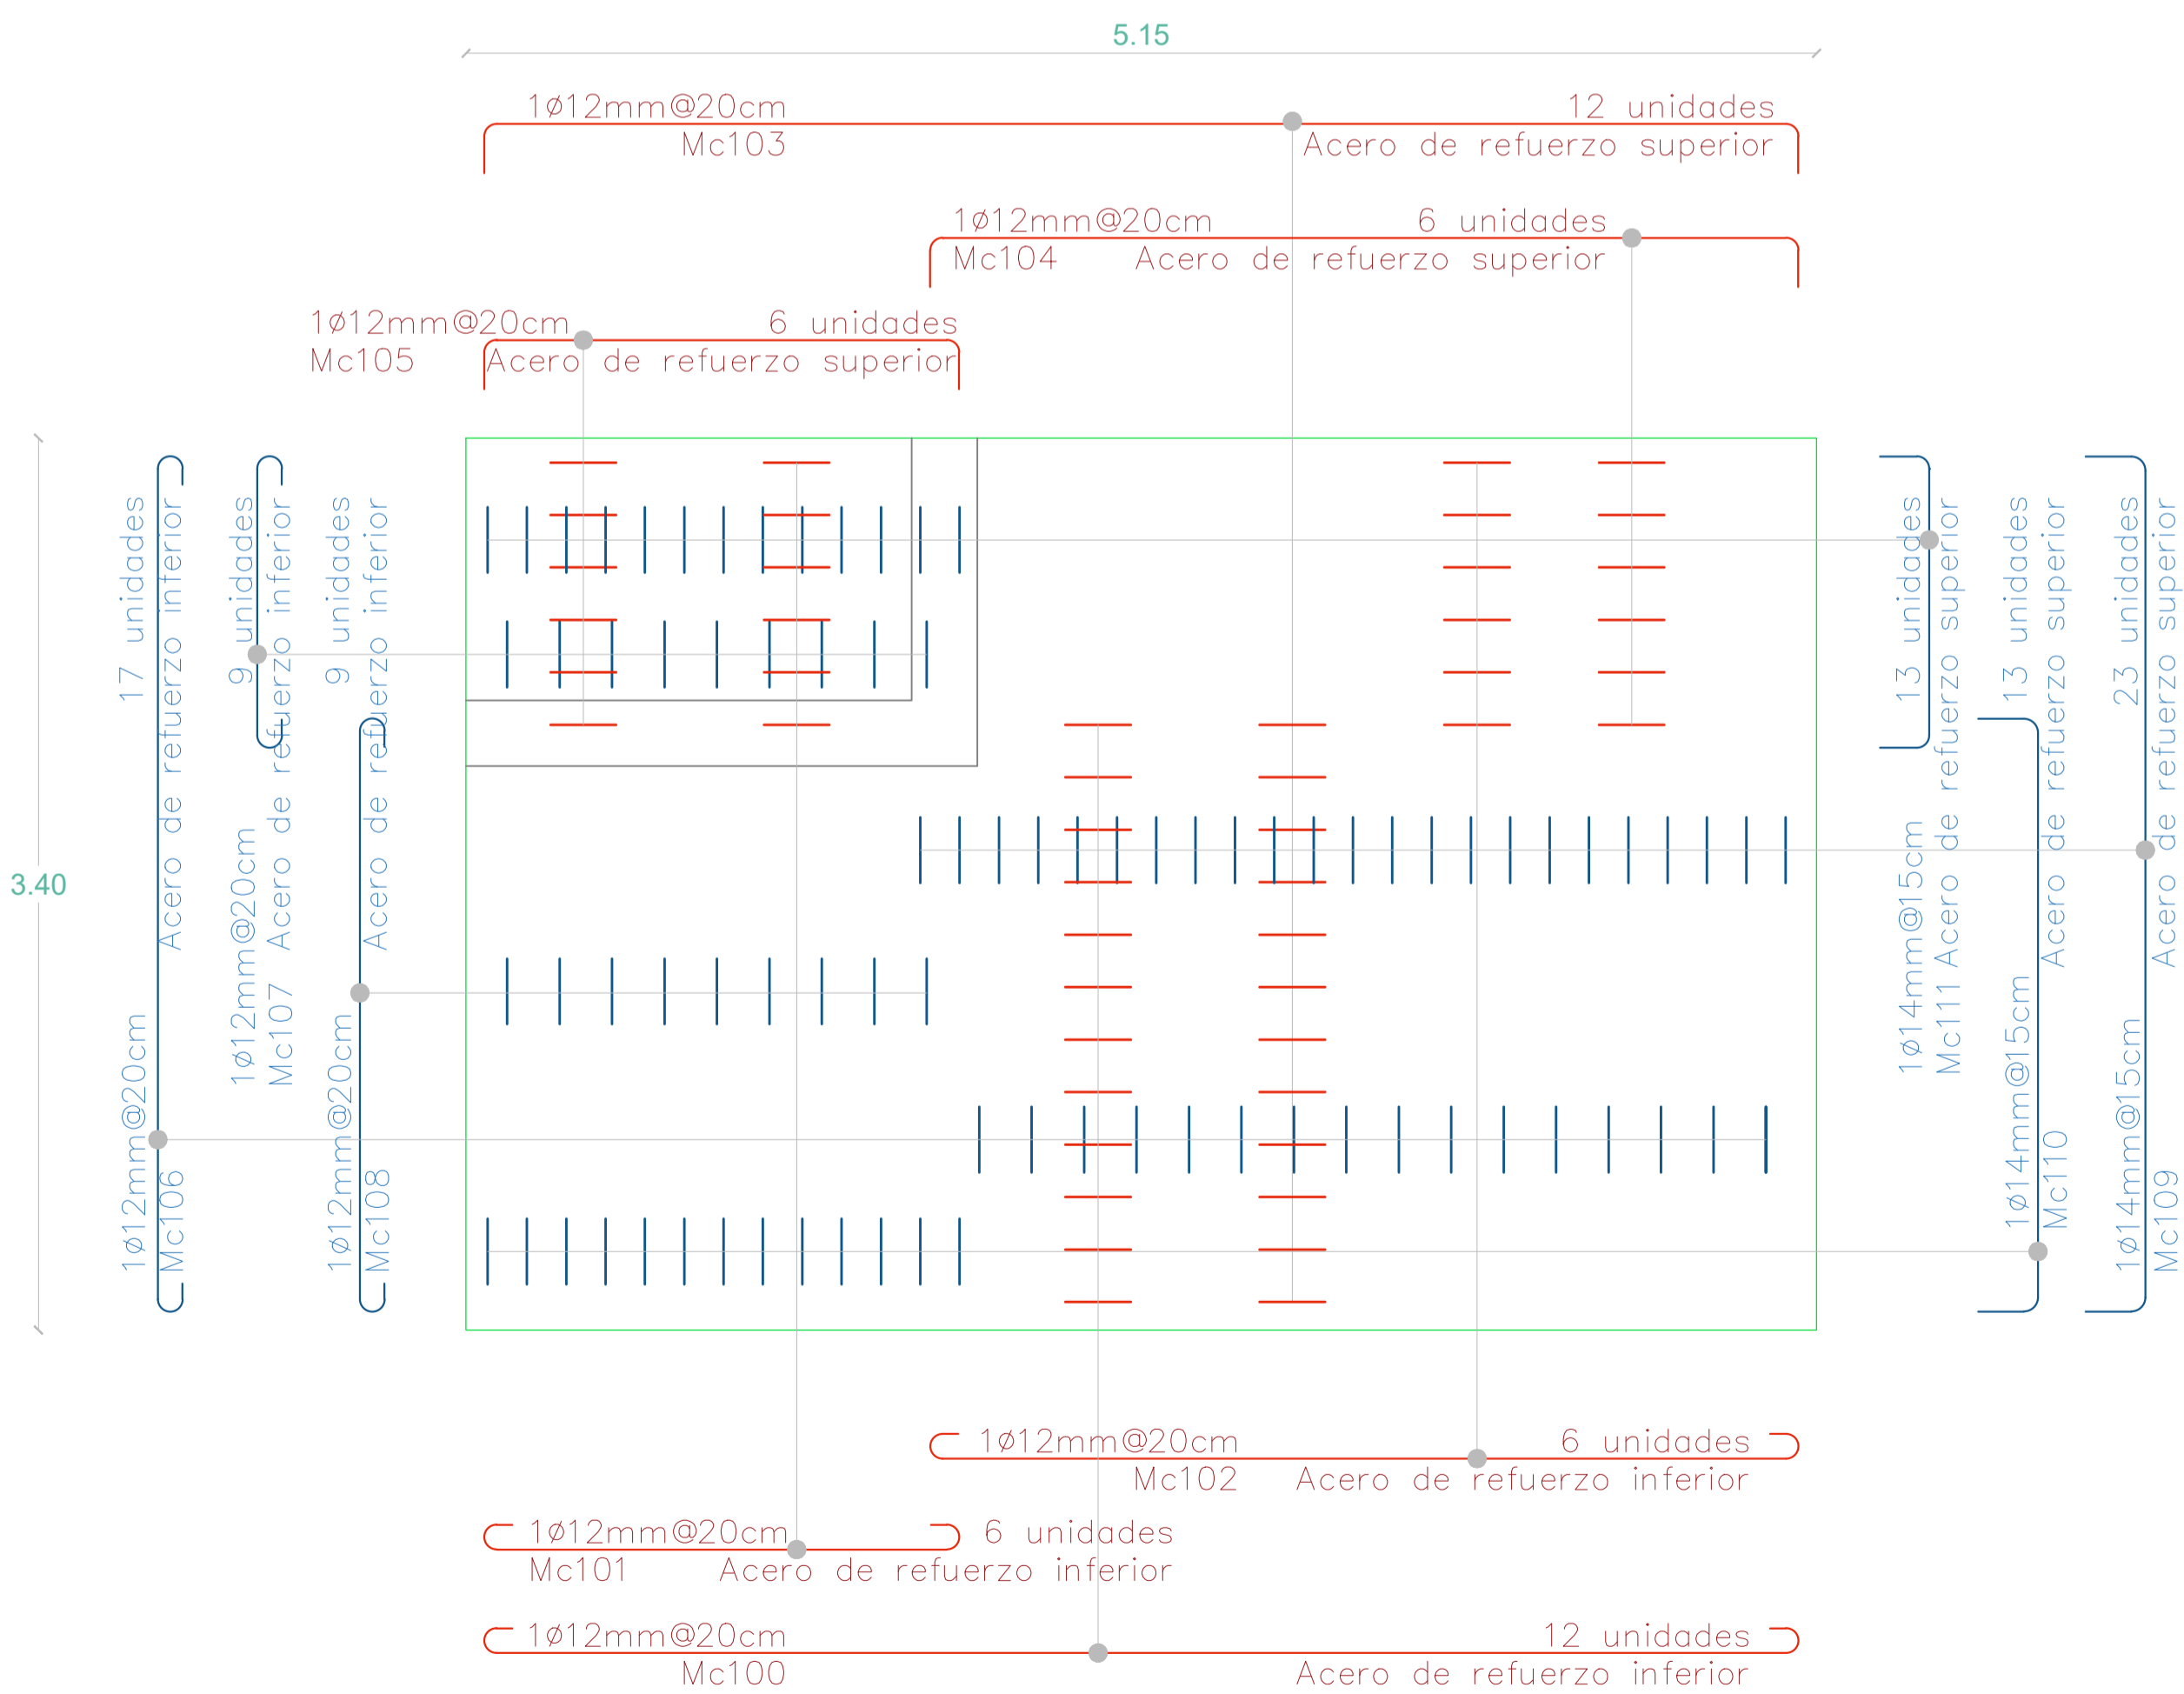 5.15
1ø12mm@20cm 12 unidades
Mc103 Acero de refuerzo superior
1ø12mm@20cm 6 unidades
Mc104 Acero de refuerzo superior
1ø12mm@20cm 6 unidades
Mc105 Acero de refuerzo superior
3.40
1ø12mm@20cm 17 unidades
Mc106 Acero de refuerzo inferior
1ø12mm@20cm 9 unidades
Mc107 Acero de refuerzo inferior
1ø12mm@20cm 9 unidades
Mc108 Acero de refuerzo inferior
1ø14mm@15cm 13 unidades
Mc111 Acero de refuerzo superior
1ø14mm@15cm 13 unidades
Mc110 Acero de refuerzo superior
1ø14mm@15cm 23 unidades
Mc109 Acero de refuerzo superior
1ø12mm@20cm 6 unidades
Mc102 Acero de refuerzo inferior
1ø12mm@20cm 6 unidades
Mc101 Acero de refuerzo inferior
1ø12mm@20cm 12 unidades
Mc100 Acero de refuerzo inferior